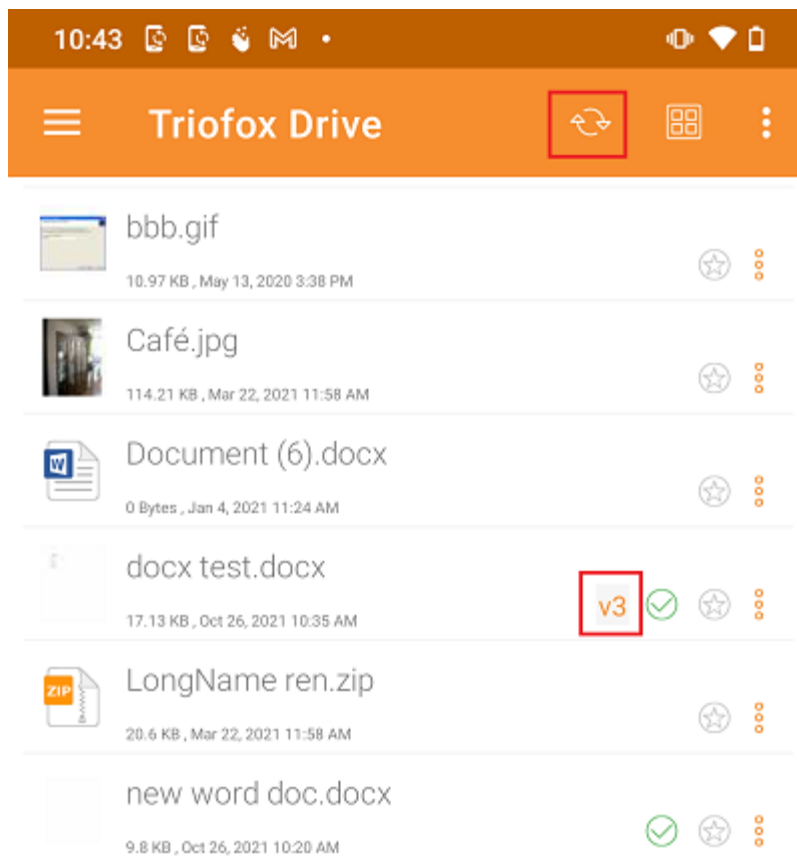 10:43
Triofox Drive
bbb.gif
10.97 KB , May 13, 2020 3:38 PM
Café.jpg
114.21 KB , Mar 22, 2021 11:58 AM
W
Document (6).docx
0 Bytes , Jan 4, 2021 11:24 AM
docx test.docx
17.13 KB , Oct 26, 2021 10:35 AM
v3
ZIP
LongName ren.zip
20.6 KB , Mar 22, 2021 11:58 AM
new word doc.docx
9.8 KB , Oct 26, 2021 10:20 AM